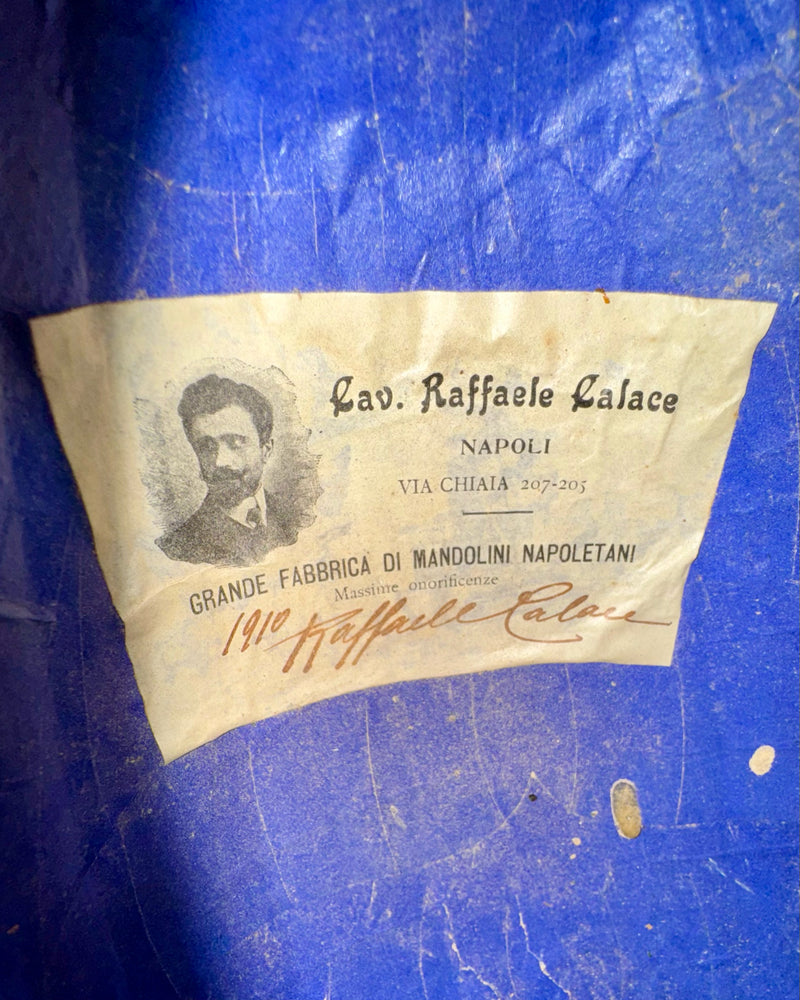 Cav. Raffaele Calace
NAPOLI
VIA CHIAIA 207-205
GRANDE FABBRICA DI MANDOLINI NAPOLETANI
Massime onorificenze
1910 Raffaele Calace